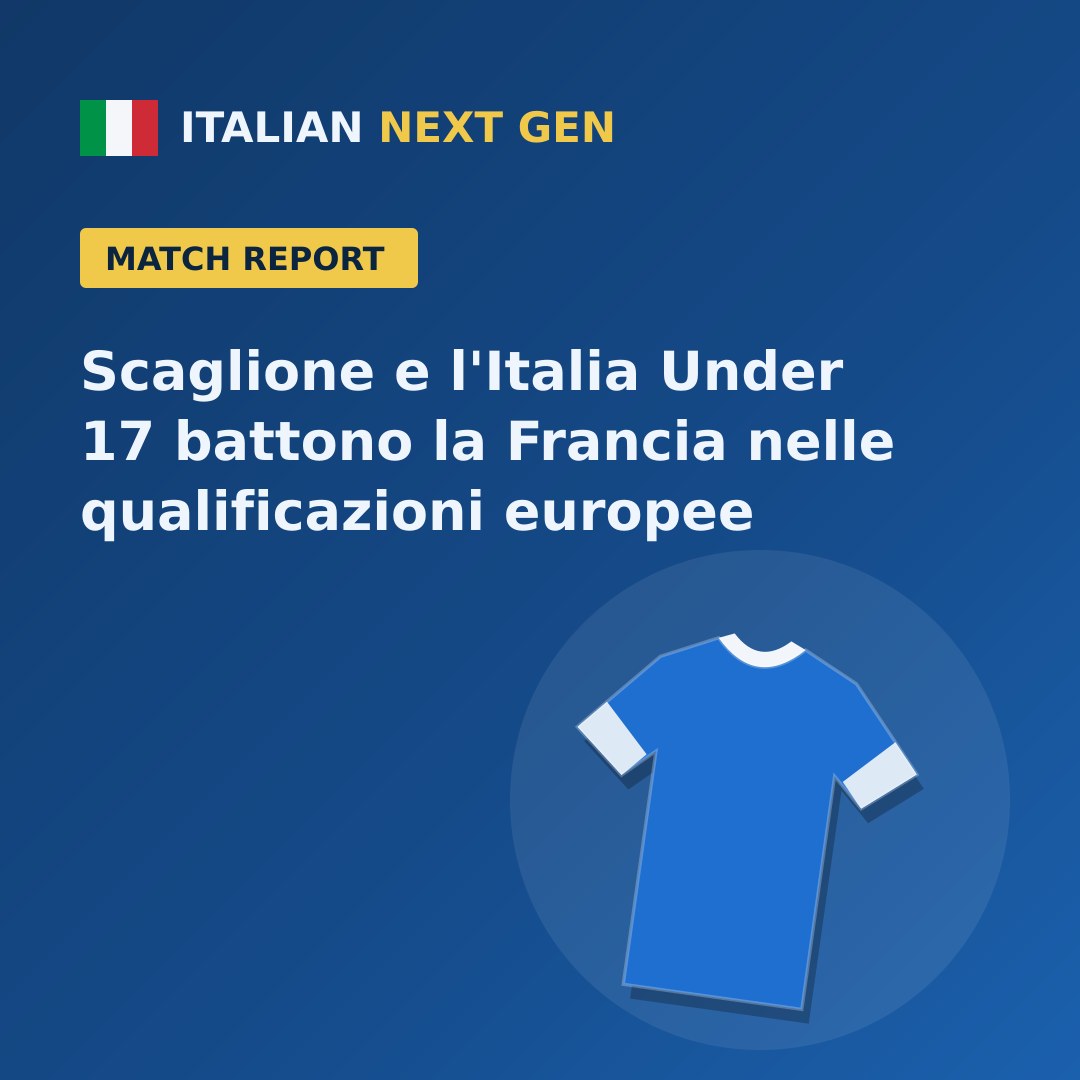 ITALIAN NEXT GEN
MATCH REPORT
Scaglione e l'Italia Under
17 battono la Francia nelle
qualificazioni europee